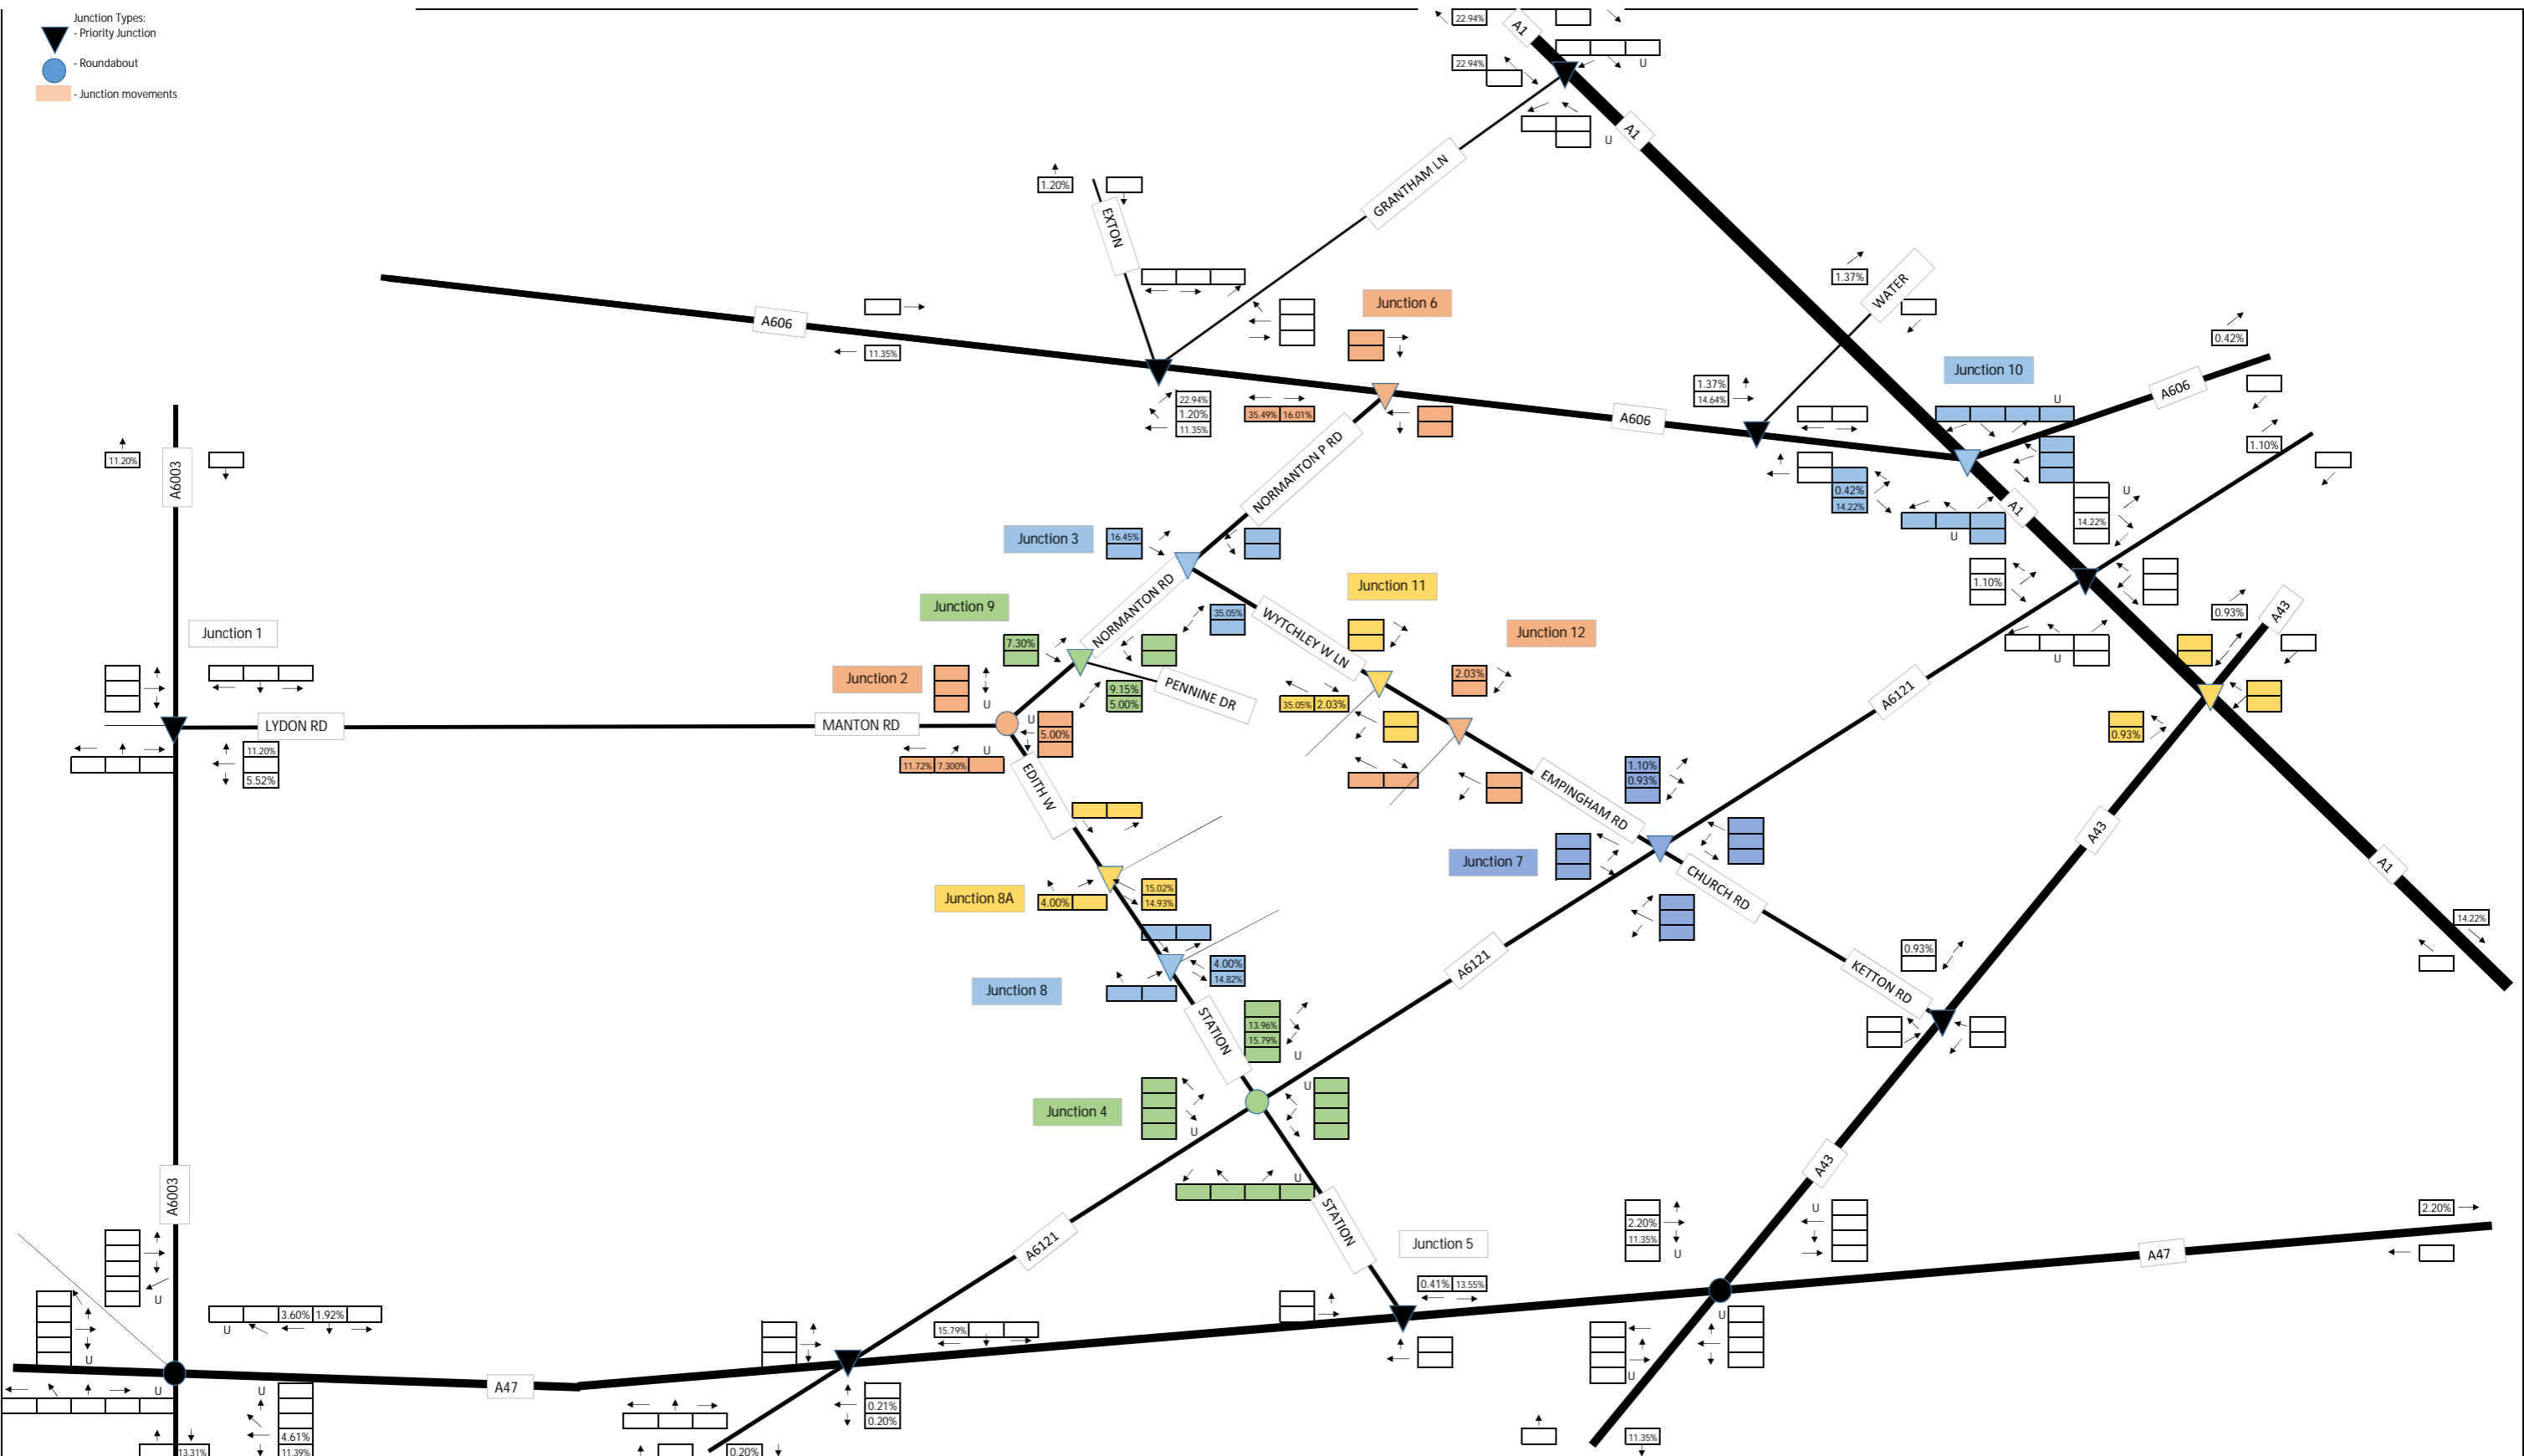 Junction Types:
- Priority Junction
- Roundabout
- Junction movements
22.94%
A1
22.94%
U
A1
U
GRANTHAM LN
1.20%
EXTON
1.37%
WATER
A606
11.35%
Junction 6
0.42%
A606
Junction 10
22.94%
1.20%
11.35%
35.49% 16.01%
A606
1.37%
14.64%
U
1.10%
11.20%
A6003
NORMANTON P RD
0.42%
14.22%
U
A1
U
14.22%
Junction 3
16.45%
1.10%
Junction 11
WYTCHLEY W LN
35.05%
NORMANTON RD
Junction 9
7.30%
Junction 12
0.93%
A43
Junction 1
Junction 2
U
9.15%
5.00%
PENNINE DR
2.03%
35.05% 2.03%
U
A6121
LYDON RD
MANTON RD
U
5.00%
0.93%
11.20%
5.52%
11.72% 7.300%
U
EDITH W
EMPINGHAM RD
1.10%
0.93%
A43
Junction 7
CHURCH RD
A1
Junction 8A
4.00%
15.02%
14.93%
14.22%
Junction 8
4.00%
14.82%
A6121
KETTON RD
0.93%
STATION
13.96%
15.79%
U
Junction 4
U
U
U
A6003
STATION
A43
A6121
Junction 5
2.20%
11.35%
U
U
2.20%
A47
0.41% 13.55%
U
U
3.60% 1.92%
U
15.79%
U
U
A47
U
U
0.21%
0.20%
4.61%
11.39%
13.31%
0.20%
11.35%